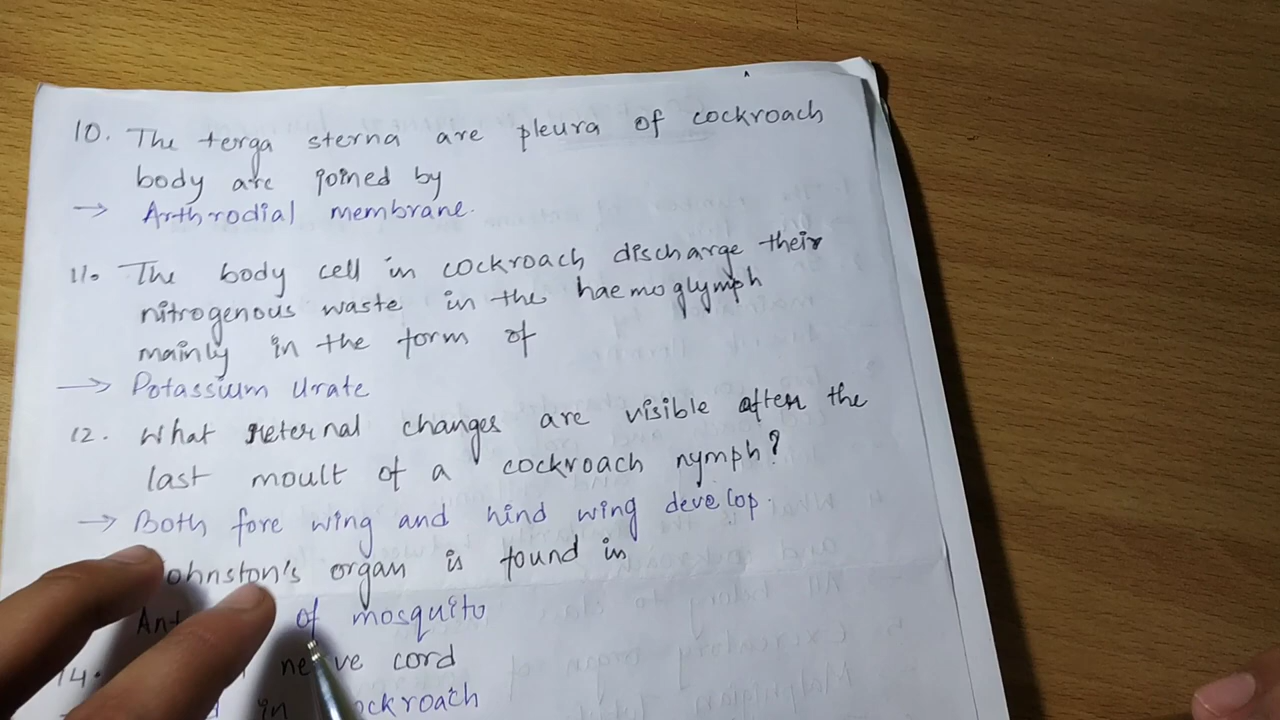 10. The terga sterna are pleura of cockroach
body are joined by
→ Arthrodial membrane.
11. The body cell in cockroach discharge their
nitrogenous waste in the haemoglymph
mainly in the form of
→ Potassium Urate
12. What changes are visible after the
last moult of a cockroach nymph?
→ Both fore wing and hind wing develop.
ohnston's organ is found in
Ant of mosquito
14. nerve cord
in ockroach